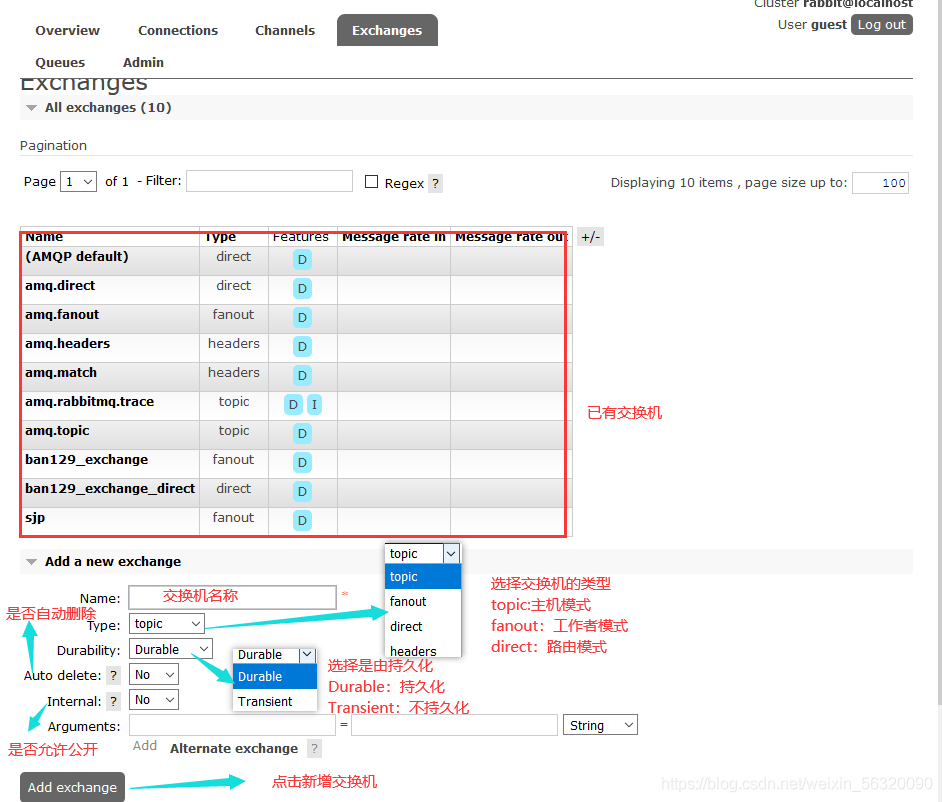 Cluster rabbit@localhost
Overview Connections Channels Exchanges
User guest Log out
Queues Admin
Exchanges
All exchanges (10)
Pagination
Page 1 of 1 - Filter: Regex ? Displaying 10 items , page size up to: 100
Name Type Features Message rate in Message rate out +/-
(AMQP default) direct D
amq.direct direct D
amq.fanout fanout D
amq.headers headers D
amq.match headers D
amq.rabbitmq.trace topic D I
已有交换机
amq.topic topic D
ban129_exchange fanout D
ban129_exchange_direct direct D
sjp fanout D
Add a new exchange
topic
topic
fanout
direct
headers
选择交换机的类型
topic:主机模式
fanout：工作者模式
direct：路由模式
Name: 交换机名称 *
是否自动删除
Type: topic
Durability: Durable
Durable
Durable
Transient
选择是由持久化
Durable：持久化
Transient：不持久化
Auto delete: ? No
Internal: ? No
Arguments: = String
是否允许公开
Add Alternate exchange ?
Add exchange
点击新增交换机
https://blog.csdn.net/weixin_56320090